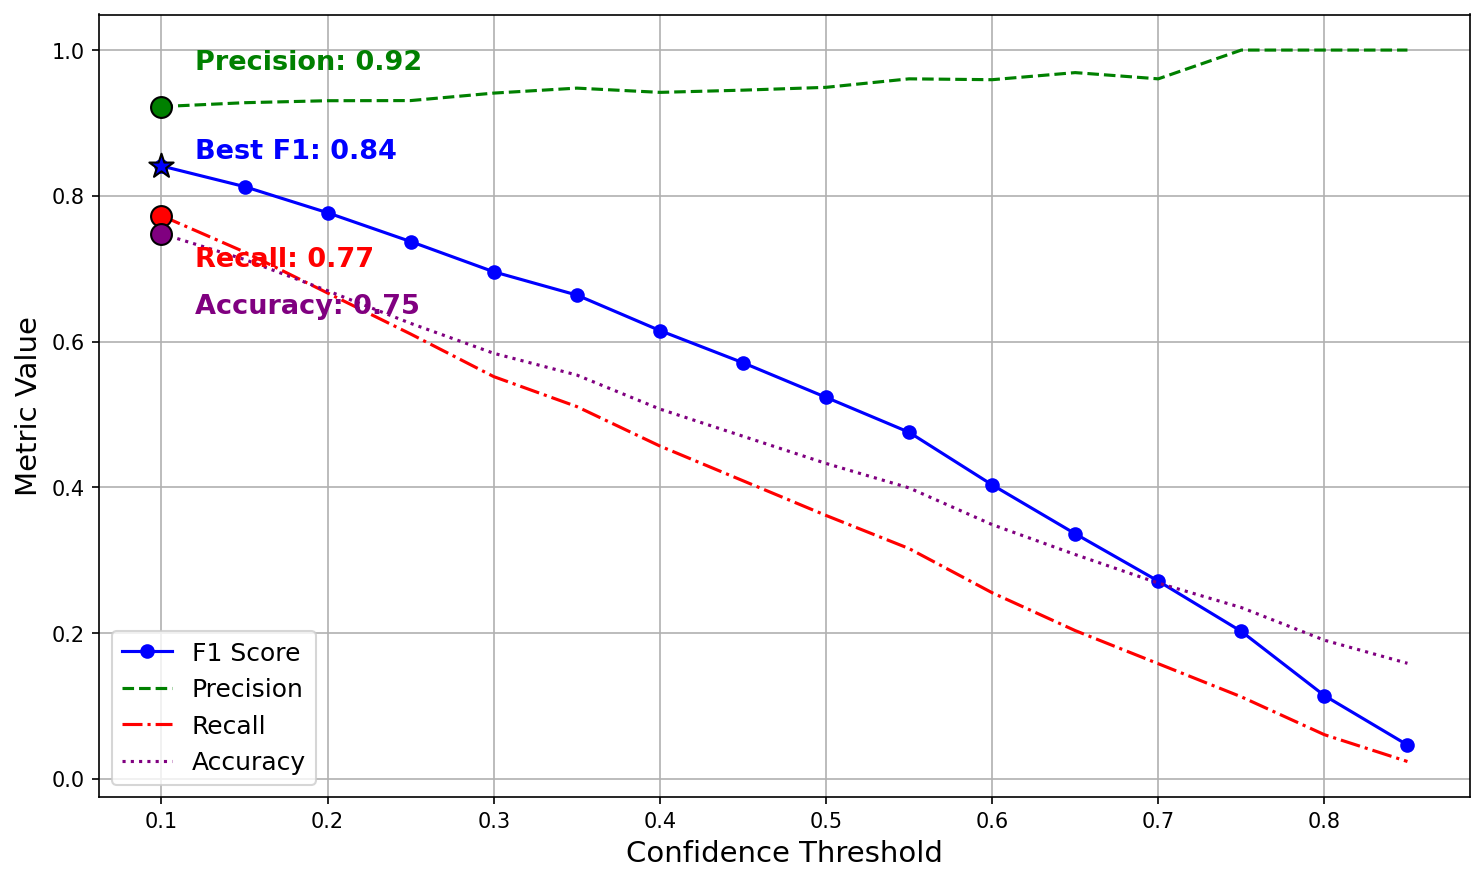 1.0
0.8
0.6
0.4
0.2
0.0
Metric Value
Precision: 0.92
Best F1: 0.84
Recall: 0.77
Accuracy: 0.75
F1 Score
Precision
Recall
Accuracy
0.1 0.2 0.3 0.4 0.5 0.6 0.7 0.8
Confidence Threshold